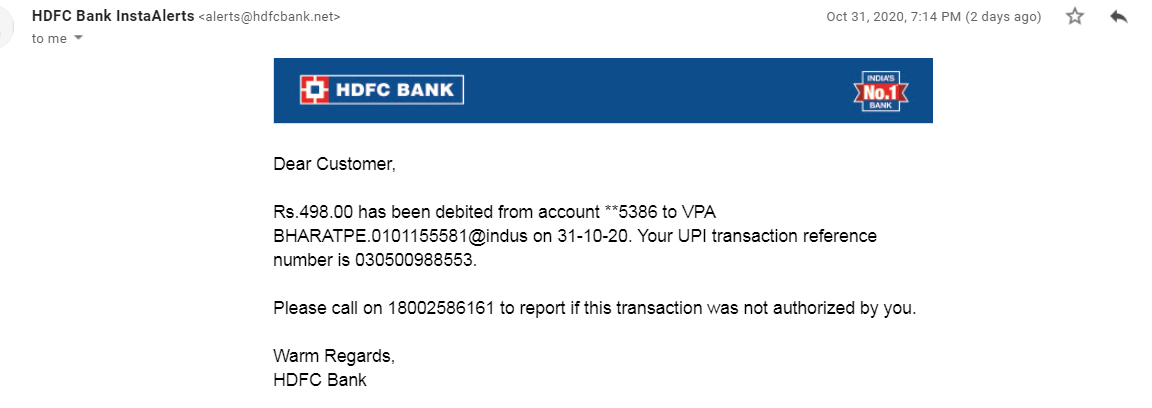 HDFC Bank InstaAlerts <alerts@hdfcbank.net>
Oct 31, 2020, 7:14 PM (2 days ago)
to me
HDFC BANK
INDIA'S
No.1
BANK
Dear Customer,
Rs.498.00 has been debited from account **5386 to VPA
BHARATPE.0101155581@indus on 31-10-20. Your UPI transaction reference
number is 030500988553.
Please call on 18002586161 to report if this transaction was not authorized by you.
Warm Regards,
HDFC Bank